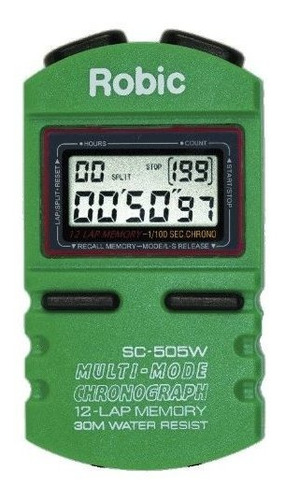 Robic
• HOURS • COUNT
LAP/SPLIT-RESET
START/STOP
00 SPLIT STOP (199)
00'50"97
12 LAP MEMORY–1/100 SEC CHRONO
▼ RECALL MEMORY–MODE/L-S RELEASE ▼
SC-505W
MULTI-MODE
CHRONOGRAPH
12-LAP MEMORY
30M WATER RESIST